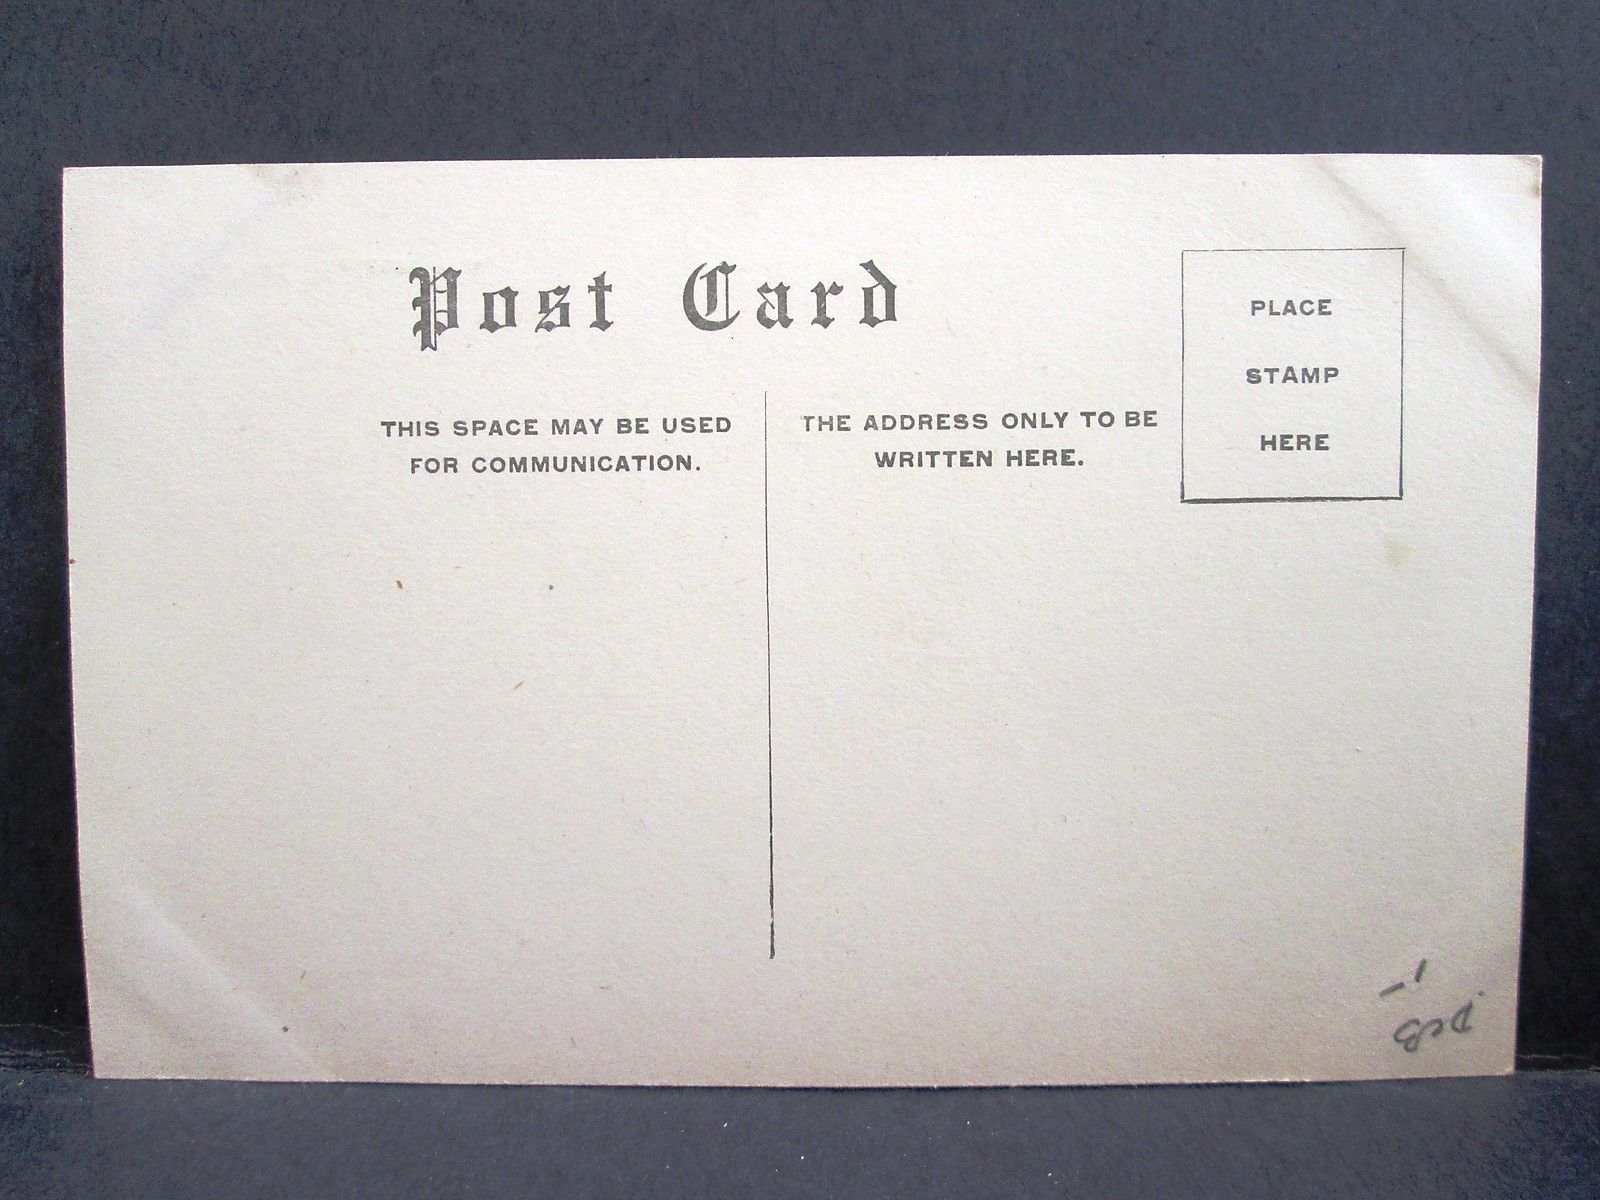 Post Card
THIS SPACE MAY BE USED
FOR COMMUNICATION.
THE ADDRESS ONLY TO BE
WRITTEN HERE.
PLACE
STAMP
HERE